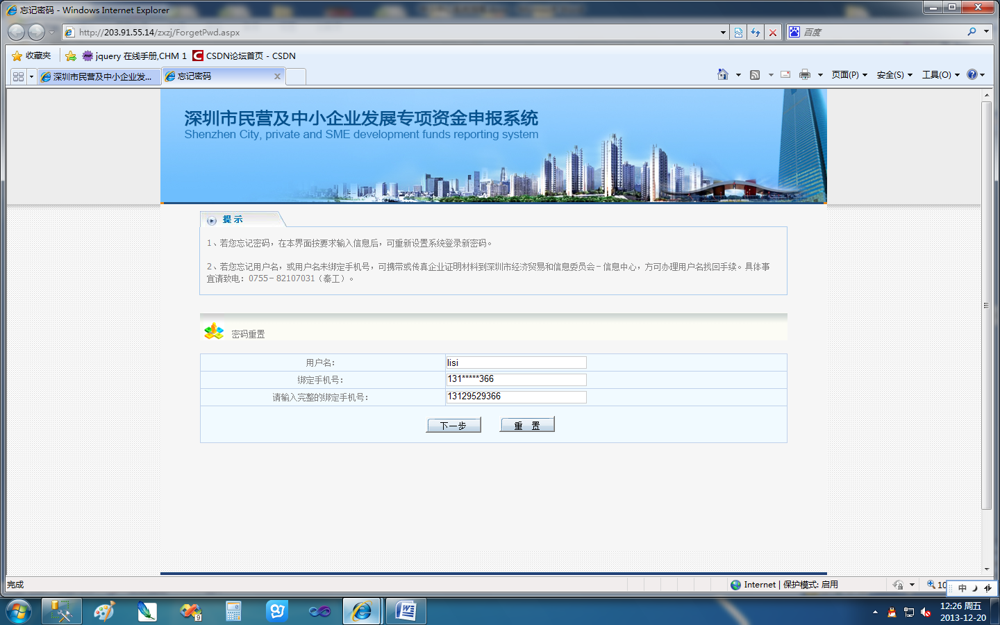 忘记密码 - Windows Internet Explorer
http://203.91.55.14/zxzj/ForgetPwd.aspx
百度
收藏夹
jquery 在线手册,CHM 1
CSDN论坛首页 - CSDN
深圳市民营及中小企业发...
忘记密码
页面(P)
安全(S)
工具(O)
深圳市民营及中小企业发展专项资金申报系统
Shenzhen City, private and SME development funds reporting system
提示
1、若您忘记密码，在本界面按要求输入信息后，可重新设置系统登录新密码。
2、若您忘记用户名，或用户名未绑定手机号，可携带或传真企业证明材料到深圳市经济贸易和信息委员会－信息中心，方可办理用户名找回手续。具体事
宜请致电：0755－82107031（秦工）。
密码重置
用户名：
lisi
绑定手机号：
131*****366
请输入完整的绑定手机号：
13129529366
下一步
重 置
完成
Internet | 保护模式: 启用
10
中
9
12:26 周五
2013-12-20